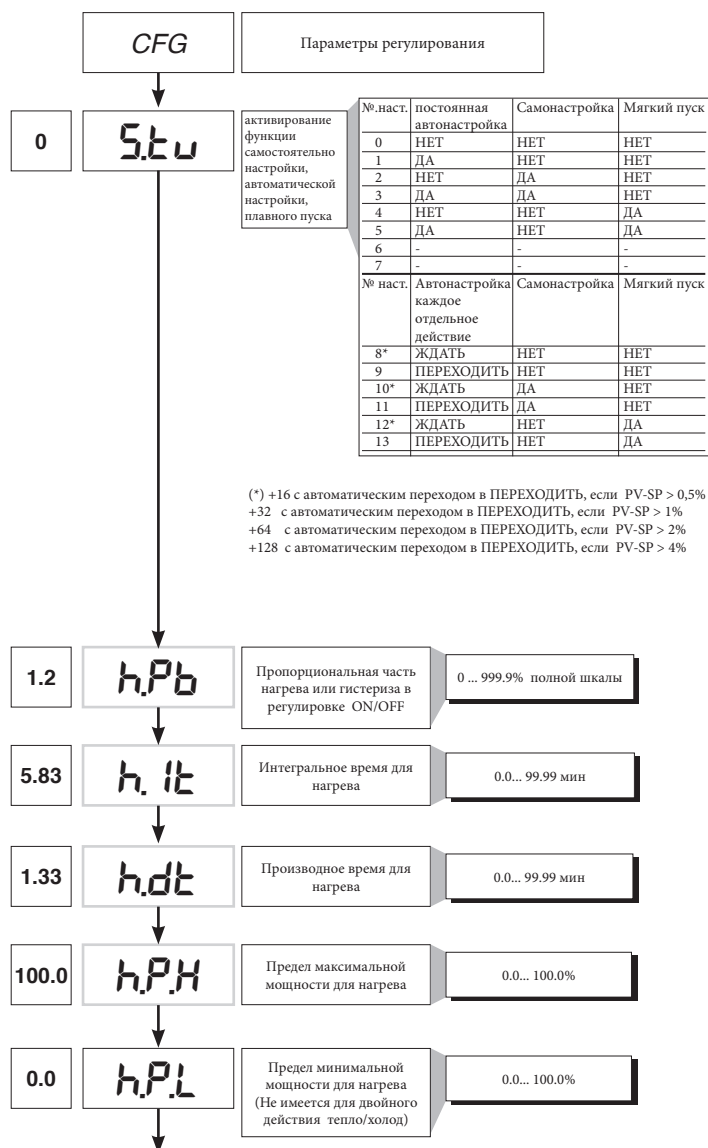 CFG
Параметры регулирования
0
S.tu
активирование
функции
самостоятельно
настройки,
автоматической
настройки,
плавного пуска
№.наст. постоянная автонастройка Самонастройка Мягкий пуск
0 НЕТ НЕТ НЕТ
1 ДА НЕТ НЕТ
2 НЕТ ДА НЕТ
3 ДА ДА НЕТ
4 НЕТ НЕТ ДА
5 ДА НЕТ ДА
6 - - -
7 - - -
№ наст. Автонастройка каждое отдельное действие Самонастройка Мягкий пуск
8* ЖДАТЬ НЕТ НЕТ
9 ПЕРЕХОДИТЬ НЕТ НЕТ
10* ЖДАТЬ ДА НЕТ
11 ПЕРЕХОДИТЬ ДА НЕТ
12* ЖДАТЬ НЕТ ДА
13 ПЕРЕХОДИТЬ НЕТ ДА
(*) +16 с автоматическим переходом в ПЕРЕХОДИТЬ, если PV-SP > 0,5%
+32 с автоматическим переходом в ПЕРЕХОДИТЬ, если PV-SP > 1%
+64 с автоматическим переходом в ПЕРЕХОДИТЬ, если PV-SP > 2%
+128 с автоматическим переходом в ПЕРЕХОДИТЬ, если PV-SP > 4%
1.2
h.Pb
Пропорциональная часть
нагрева или гистериза в
регулировке ON/OFF
0 ... 999.9% полной шкалы
5.83
h.It
Интегральное время для
нагрева
0.0... 99.99 мин
1.33
h.dt
Производное время для
нагрева
0.0... 99.99 мин
100.0
h.P.H
Предел максимальной
мощности для нагрева
0.0... 100.0%
0.0
h.P.L
Предел минимальной
мощности для нагрева
(Не имеется для двойного
действия тепло/холод)
0.0... 100.0%